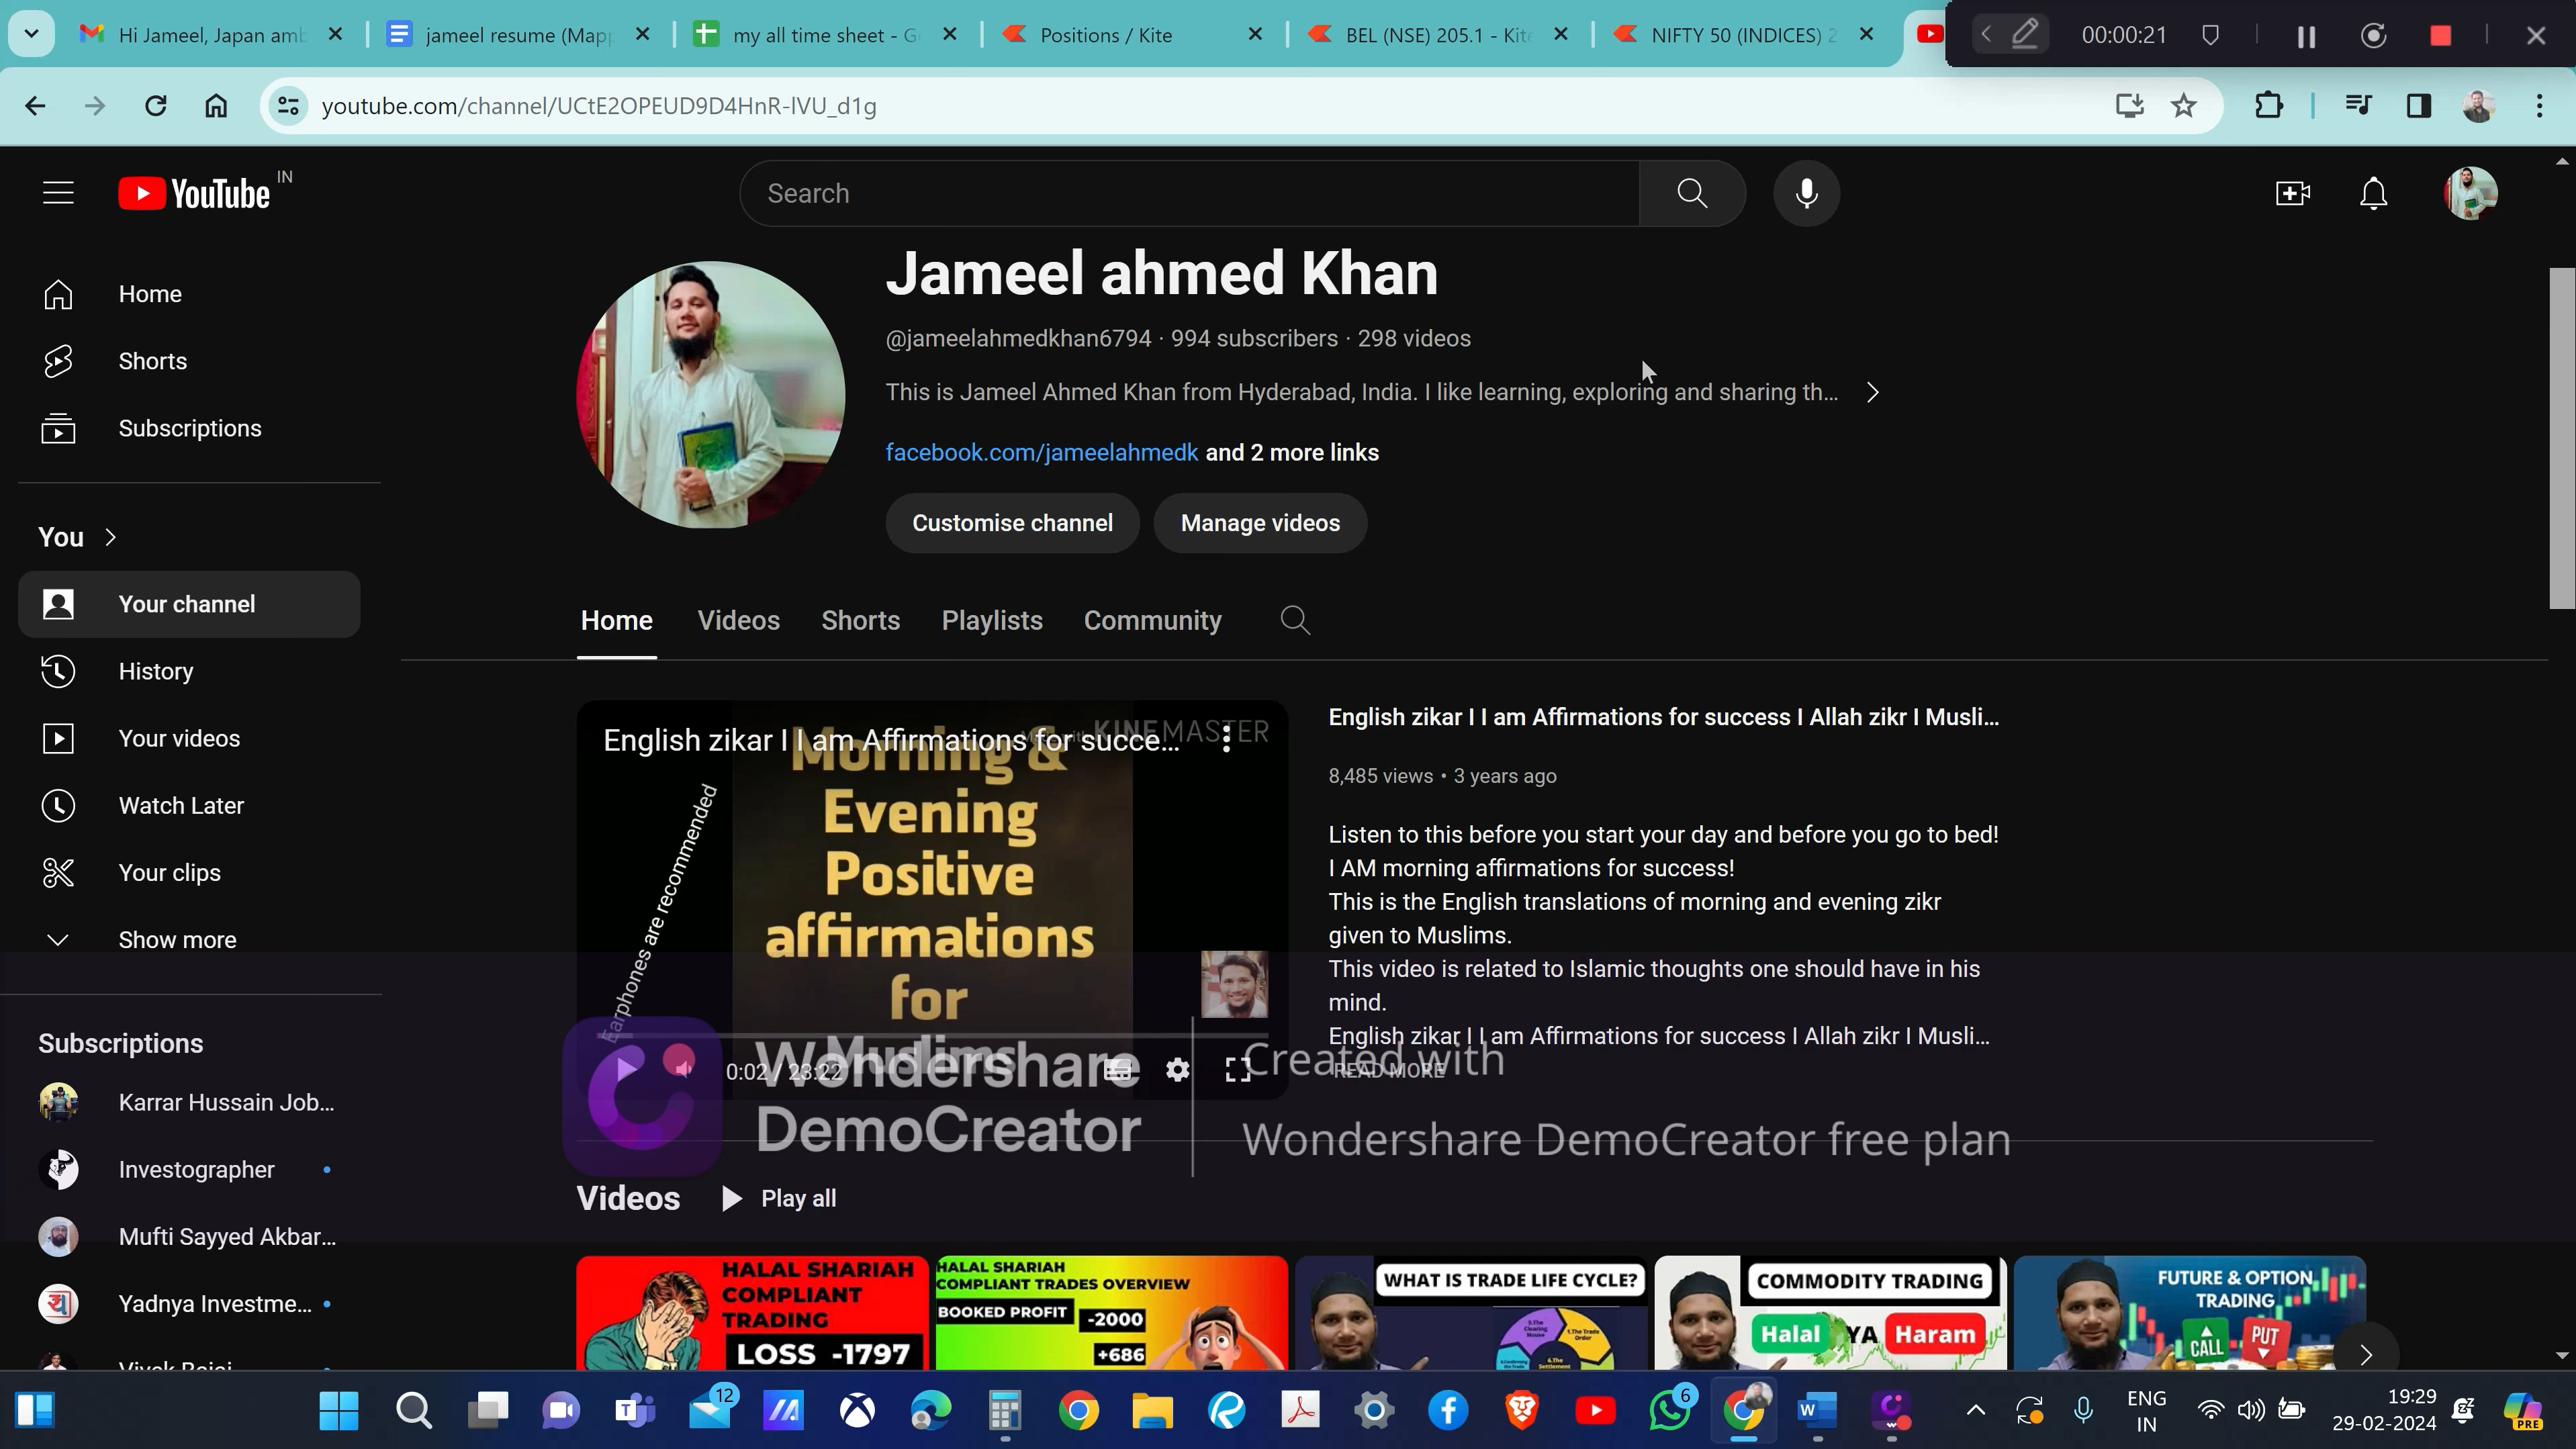 Hi Jameel, Japan amb
jameel resume (Mapp
my all time sheet - G
Positions / Kite
BEL (NSE) 205.1 - Kite
NIFTY 50 (INDICES) 2
00:00:21
youtube.com/channel/UCtE2OPEUD9D4HnR-lVU_d1g
YouTube IN
Search
Home
Shorts
Subscriptions
You
Your channel
History
Your videos
Watch Later
Your clips
Show more
Subscriptions
Karrar Hussain Job...
Investographer
Mufti Sayyed Akbar...
Yadnya Investme...
Jameel ahmed Khan
@jameelahmedkhan6794 · 994 subscribers · 298 videos
This is Jameel Ahmed Khan from Hyderabad, India. I like learning, exploring and sharing th...
facebook.com/jameelahmedk and 2 more links
Customise channel
Manage videos
Home
Videos
Shorts
Playlists
Community
English zikar I I am Affirmations for succe...
KINEMASTER
Earphones are recommended
Morning &
Evening
Positive
affirmations
for
Muslims
0:02 / 23:22
English zikar I I am Affirmations for success I Allah zikr I Musli...
8,485 views • 3 years ago
Listen to this before you start your day and before you go to bed!
I AM morning affirmations for success!
This is the English translations of morning and evening zikr
given to Muslims.
This video is related to Islamic thoughts one should have in his
mind.
English zikar I I am Affirmations for success I Allah zikr I Musli...
READ MORE
Wondershare
DemoCreator
Created with
Wondershare DemoCreator free plan
Videos
Play all
HALAL SHARIAH
COMPLIANT
TRADING
LOSS -1797
HALAL SHARIAH
COMPLIANT TRADES OVERVIEW
BOOKED PROFIT
-2000
+686
WHAT IS TRADE LIFE CYCLE?
COMMODITY TRADING
Halal YA Haram
FUTURE & OPTION
TRADING
CALL
PUT
12
6
ENG
IN
19:29
29-02-2024
PRE